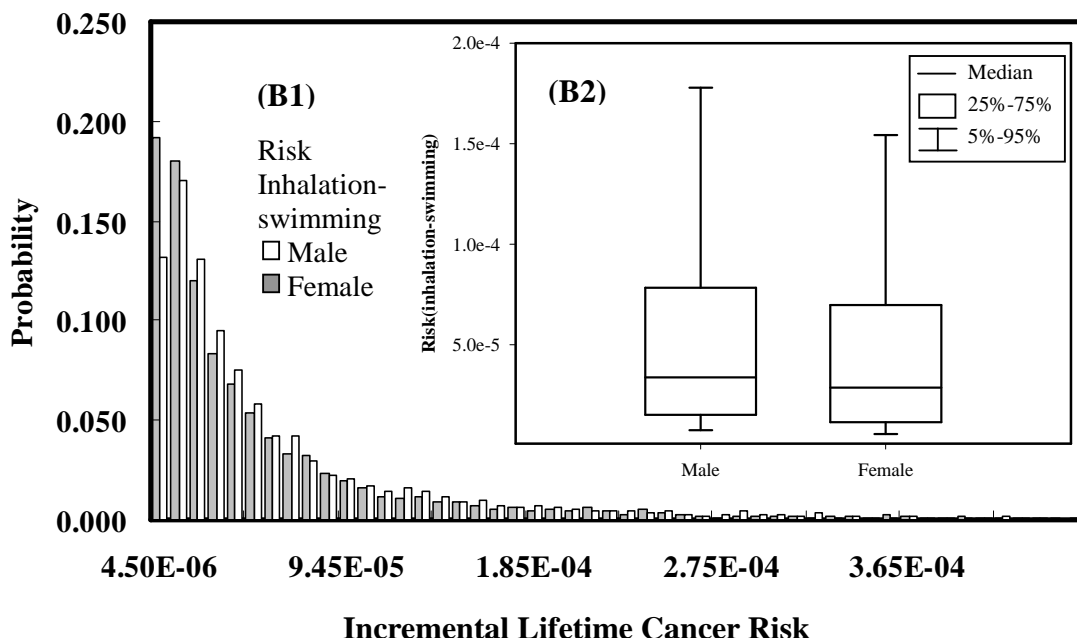 0.250
0.200
0.150
0.100
0.050
0.000
Probability
(B1)
Risk
Inhalation-
swimming
Male
Female
4.50E-06
9.45E-05
1.85E-04
2.75E-04
3.65E-04
Incremental Lifetime Cancer Risk
(B2)
2.0e-4
1.5e-4
1.0e-4
5.0e-5
Risk(inhalation-swimming)
Median
25%-75%
5%-95%
Male
Female